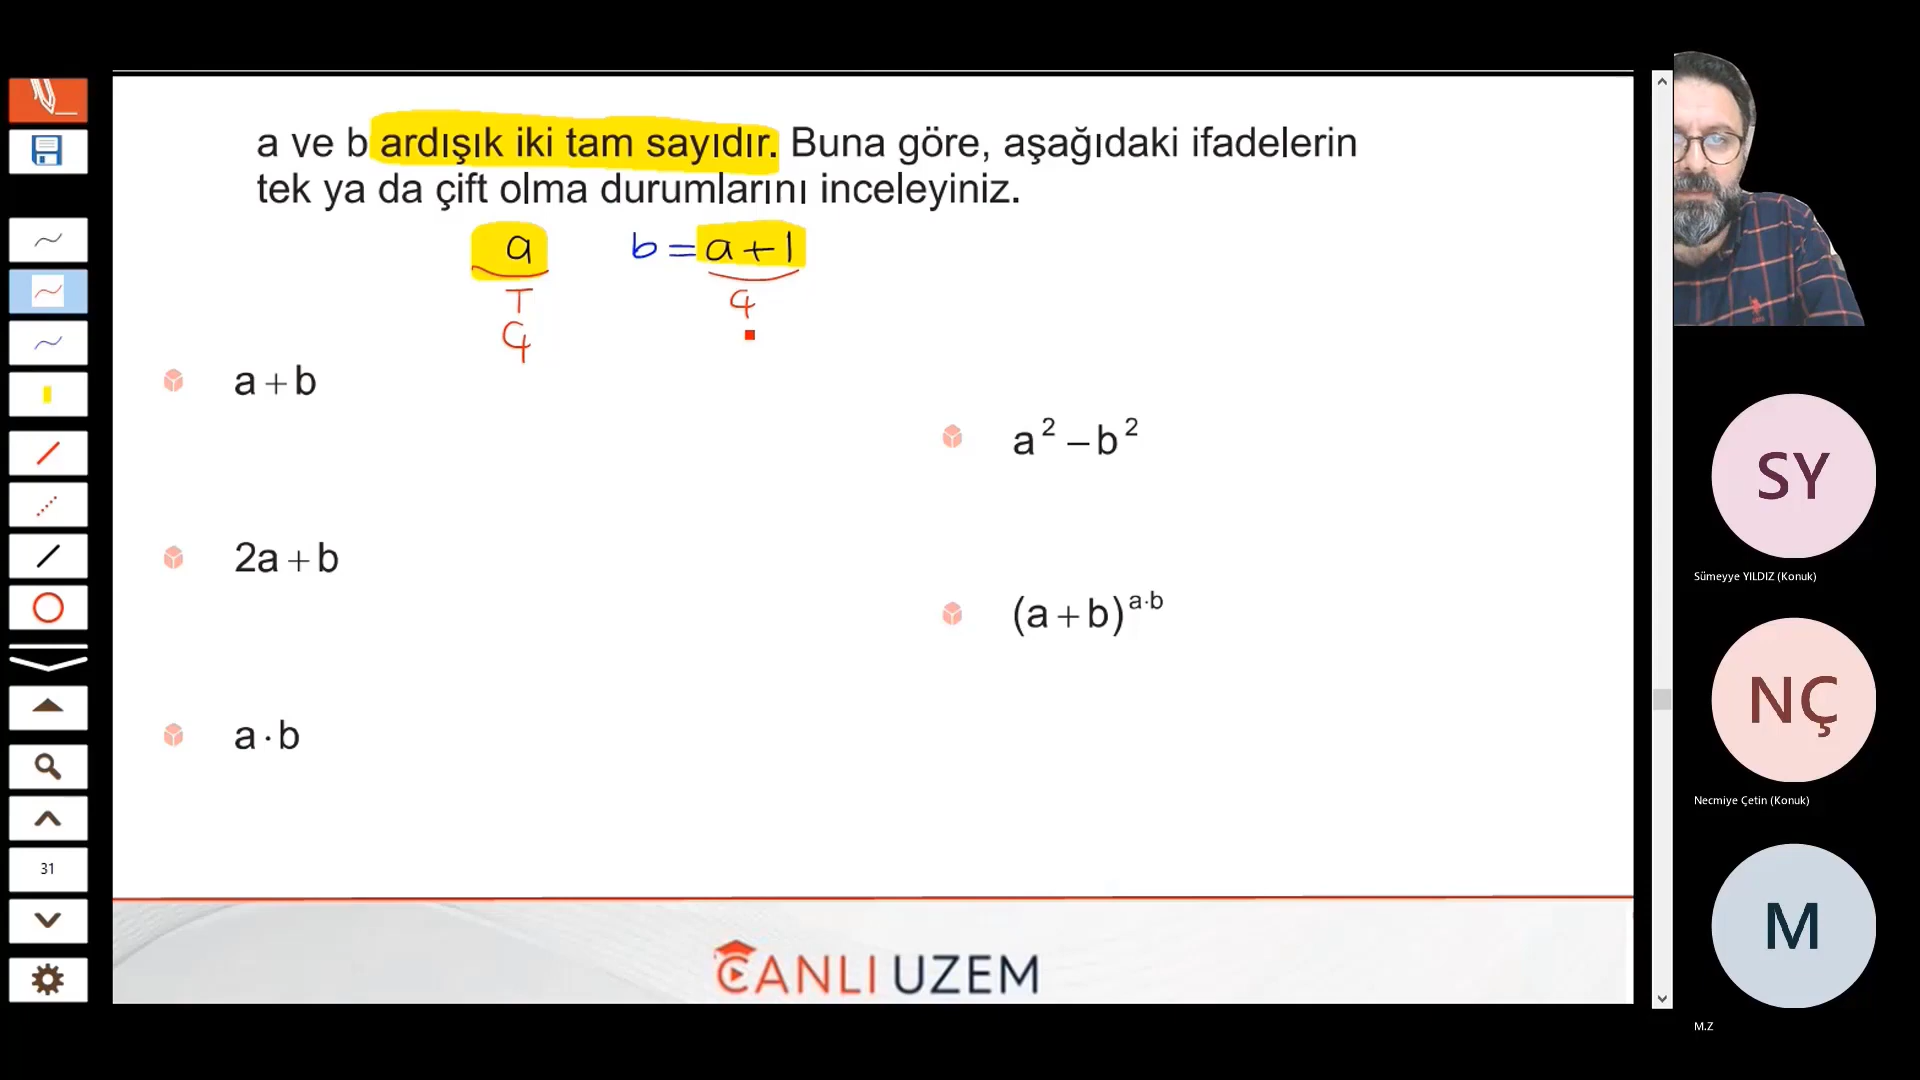 a ve b ardışık iki tam sayıdır. Buna göre, aşağıdaki ifadelerin
tek ya da çift olma durumlarını inceleyiniz.
a b = a + 1
T Ç
Ç
a + b
a² – b²
2a + b
(a + b)^(a·b)
a · b
31
CANLI UZEM
SY
Sümeyye YILDIZ (Konuk)
NÇ
Necmiye Çetin (Konuk)
M
M.Z